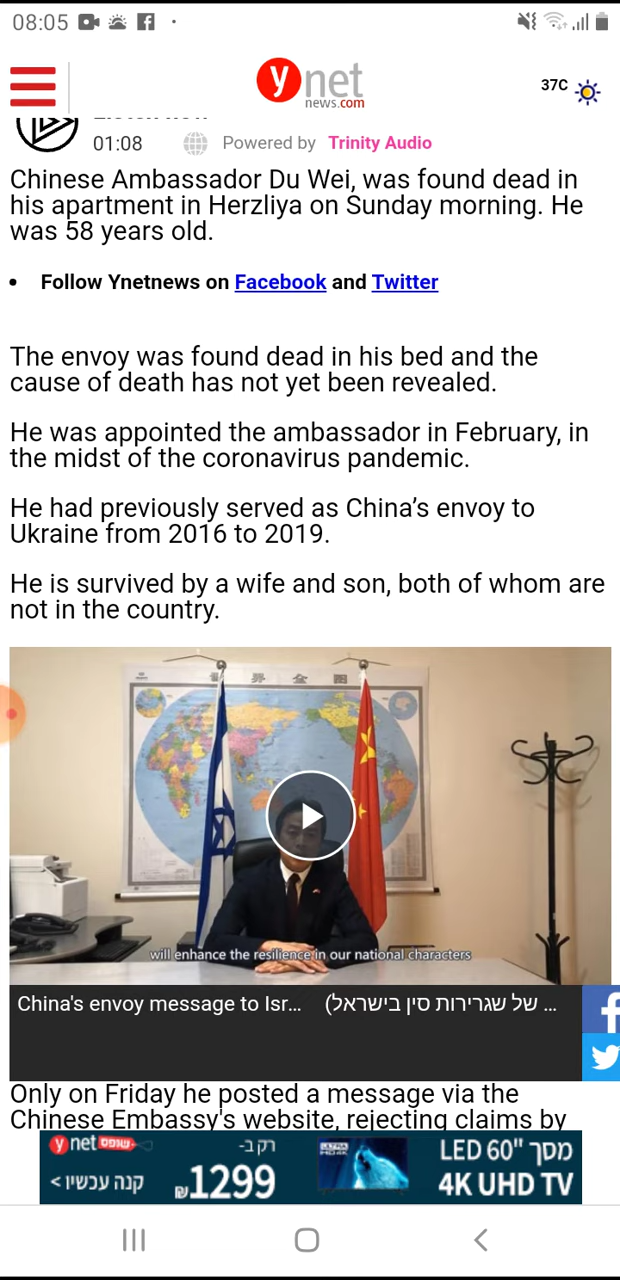 08:05
ynet
news.com
37C
01:08
Powered by Trinity Audio
Chinese Ambassador Du Wei, was found dead in
his apartment in Herzliya on Sunday morning. He
was 58 years old.
• Follow Ynetnews on Facebook and Twitter
The envoy was found dead in his bed and the
cause of death has not yet been revealed.
He was appointed the ambassador in February, in
the midst of the coronavirus pandemic.
He had previously served as China’s envoy to
Ukraine from 2016 to 2019.
He is survived by a wife and son, both of whom are
not in the country.
界 全 图
will enhance the resilience in our national characters
China's envoy message to Isr... (של שגרירות סין בישראל ...
Only on Friday he posted a message via the
Chinese Embassy's website, rejecting claims by
ynet שופס
רק ב-
₪1299
קנה עכשיו >
ULTRA
HD4K
מסך "60 LED
4K UHD TV